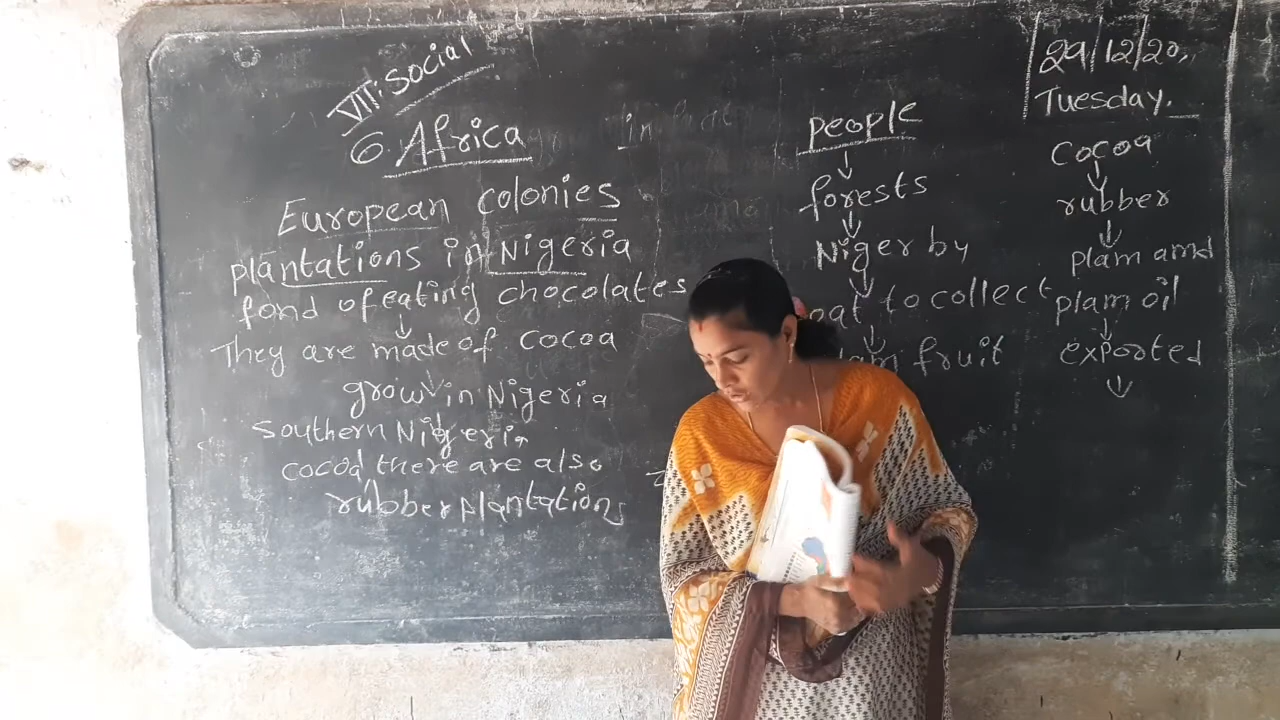 VII: Social
6. Africa
European colonies
plantations in Nigeria
fond of eating chocolates
They are made of cocoa
grow in Nigeria
southern Nigeria
cocoa there are also
rubber plantations
in
people
↓
forests
↓
Niger by
↓
to collect
↓
fruit
29/12/20,,
Tuesday.
Cocoa
↓
rubber
↓
plam amd
plam oil
↓
exported
↓